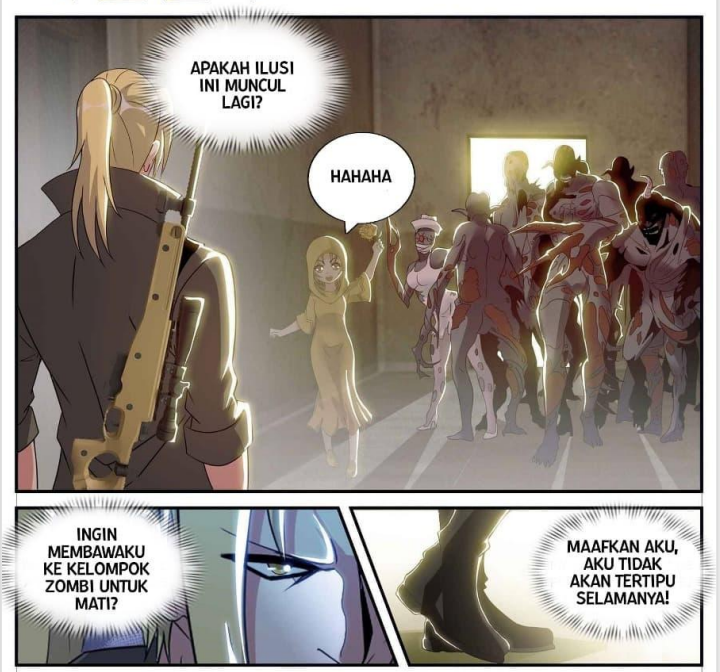 APAKAH ILUSI
INI MUNCUL
LAGI?
HAHAHA
INGIN
MEMBAWAKU
KE KELOMPOK
ZOMBI UNTUK
MATI?
MAAFKAN AKU,
AKU TIDAK
AKAN TERTIPU
SELAMANYA!